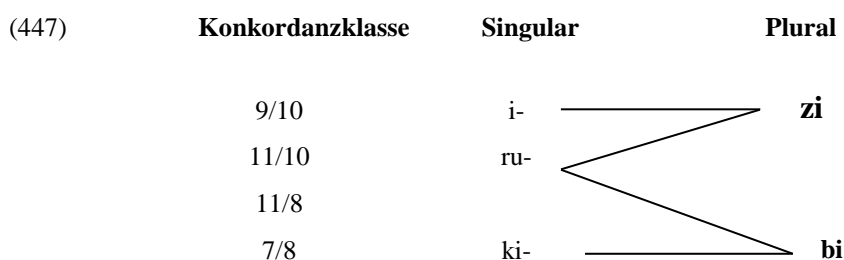 (447) Konkordanzklasse Singular Plural
9/10 i- zi
11/10 ru-
11/8
7/8 ki- bi